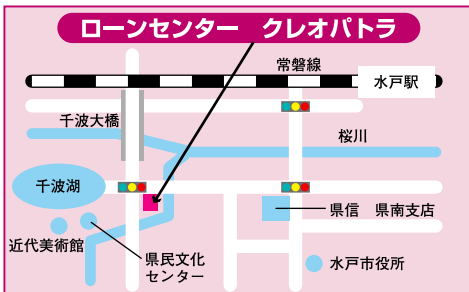 ローンセンター　クレオパトラ
常磐線
水戸駅
千波大橋
桜川
千波湖
県信　県南支店
近代美術館
県民文化
センター
水戸市役所